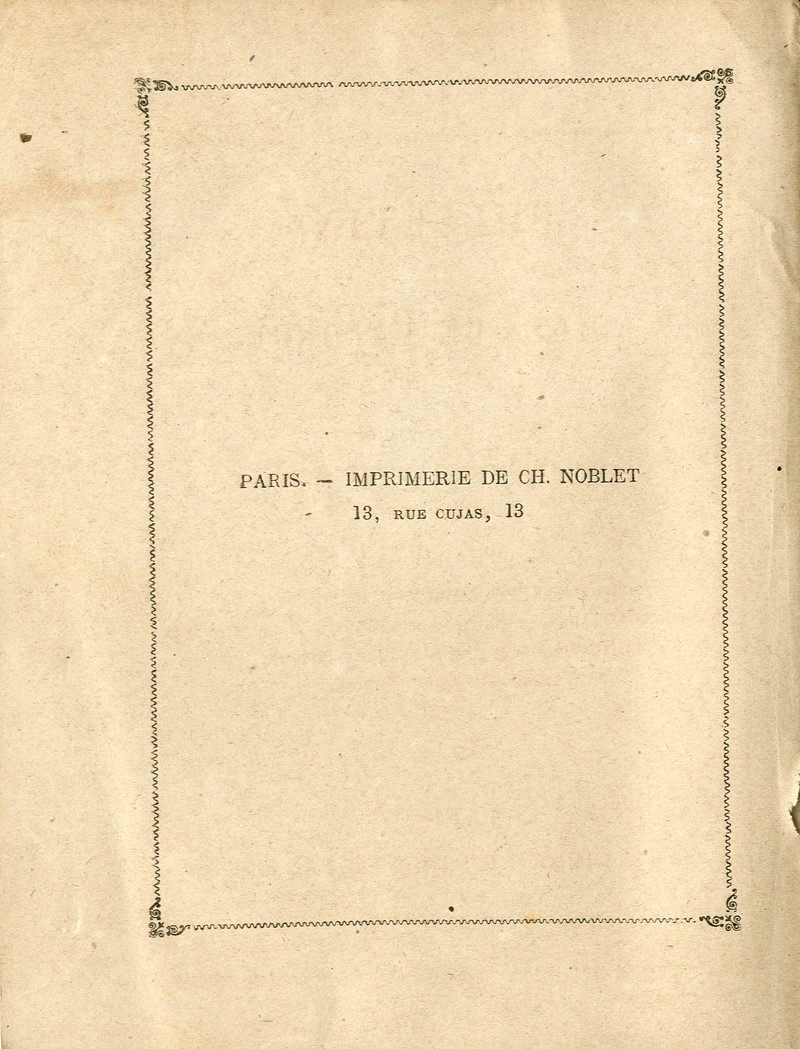 PARIS. — IMPRIMERIE DE CH. NOBLET
13, RUE CUJAS, 13